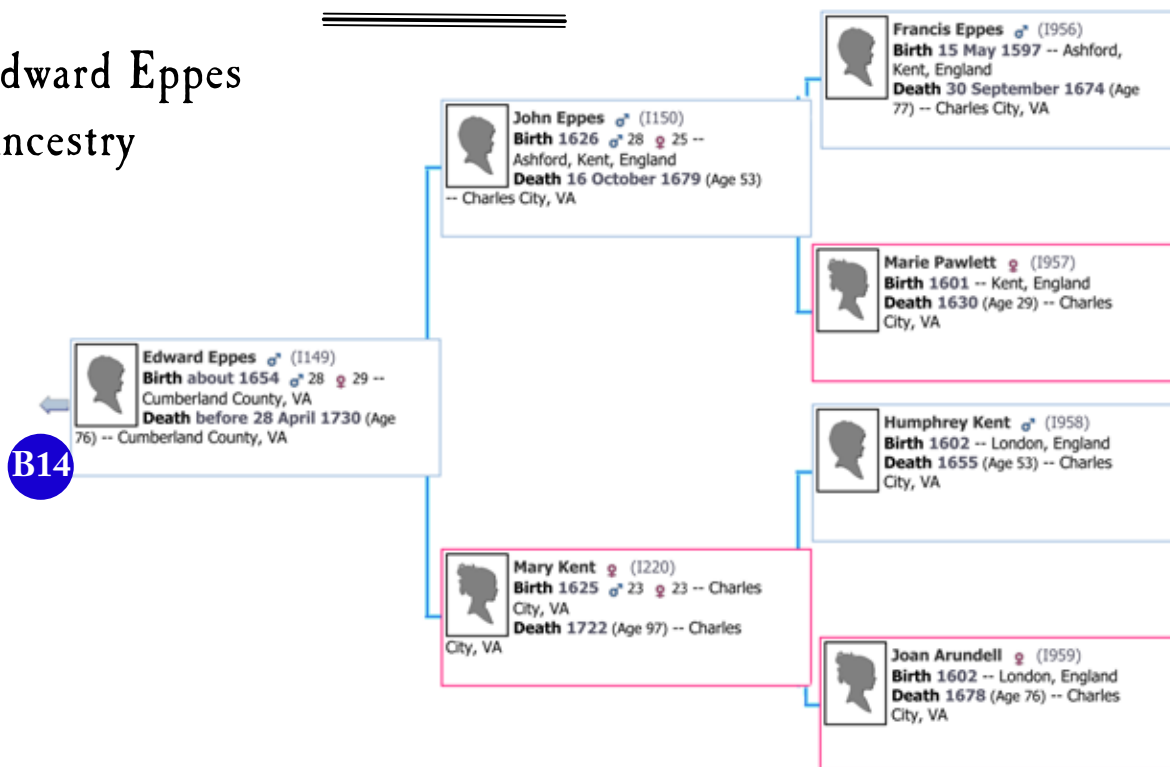 dward Eppes
ncestry
Francis Eppes ♂ (I956)
Birth 15 May 1597 -- Ashford,
Kent, England
Death 30 September 1674 (Age
77) -- Charles City, VA
John Eppes ♂ (I150)
Birth 1626 ♂ 28 ♀ 25 --
Ashford, Kent, England
Death 16 October 1679 (Age 53)
-- Charles City, VA
Marie Pawlett ♀ (I957)
Birth 1601 -- Kent, England
Death 1630 (Age 29) -- Charles
City, VA
Edward Eppes ♂ (I149)
Birth about 1654 ♂ 28 ♀ 29 --
Cumberland County, VA
Death before 28 April 1730 (Age
76) -- Cumberland County, VA
B14
Humphrey Kent ♂ (I958)
Birth 1602 -- London, England
Death 1655 (Age 53) -- Charles
City, VA
Mary Kent ♀ (I220)
Birth 1625 ♂ 23 ♀ 23 -- Charles
City, VA
Death 1722 (Age 97) -- Charles
City, VA
Joan Arundell ♀ (I959)
Birth 1602 -- London, England
Death 1678 (Age 76) -- Charles
City, VA